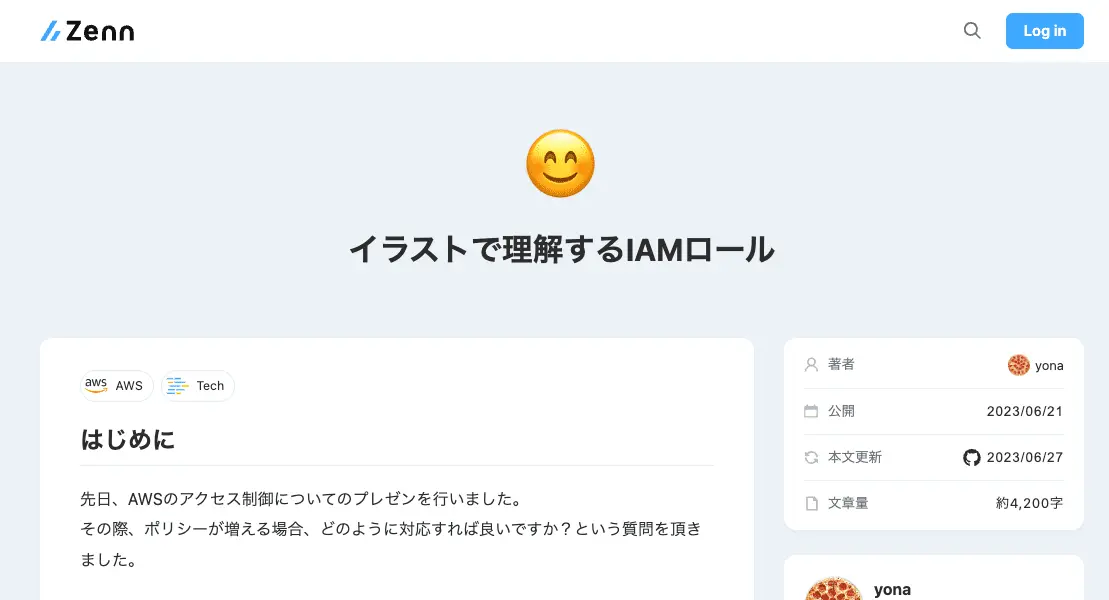 Zenn
Log in
イラストで理解するIAMロール
aws AWS Tech
はじめに
先日、AWSのアクセス制御についてのプレゼンを行いました。
その際、ポリシーが増える場合、どのように対応すれば良いですか？という質問を頂き
ました。
著者 yona
公開 2023/06/21
本文更新 2023/06/27
文章量 約4,200字
yona